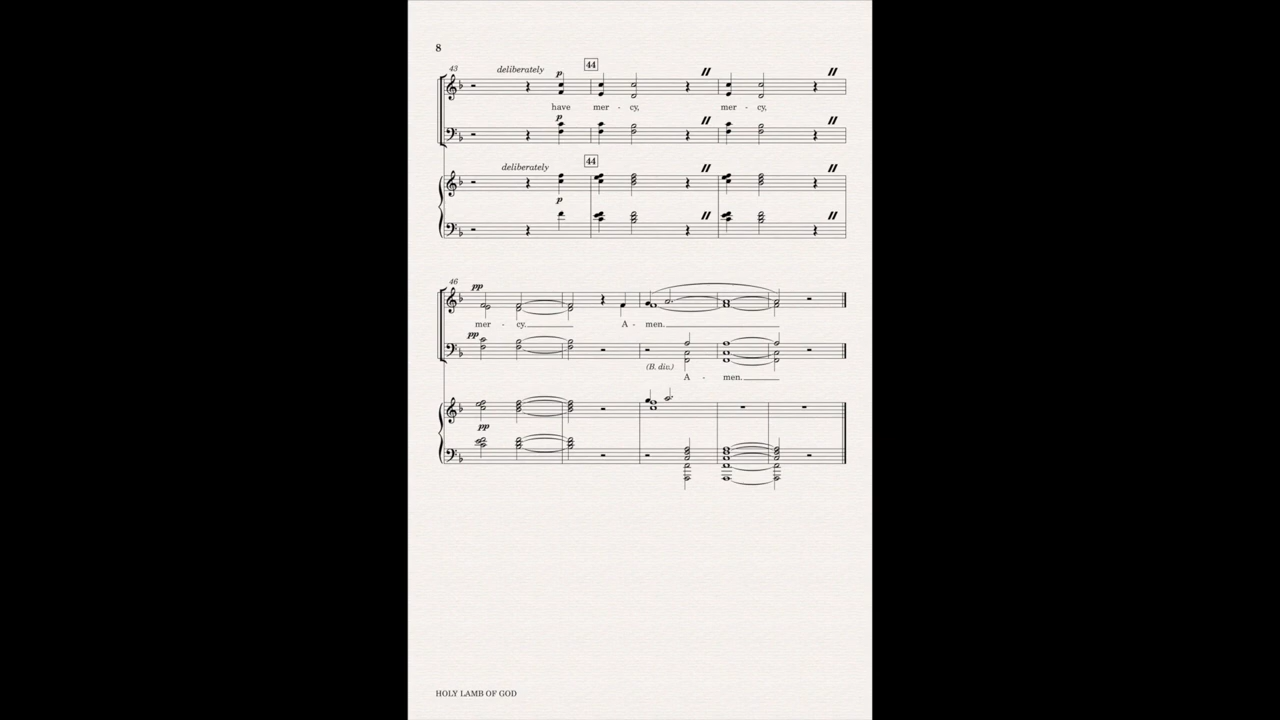 8
43
deliberately
p
44
have mer - cy, mer - cy,
p
deliberately
44
p
46
pp
mer - cy. A - men.
pp
(B. div.)
A - men.
pp
HOLY LAMB OF GOD